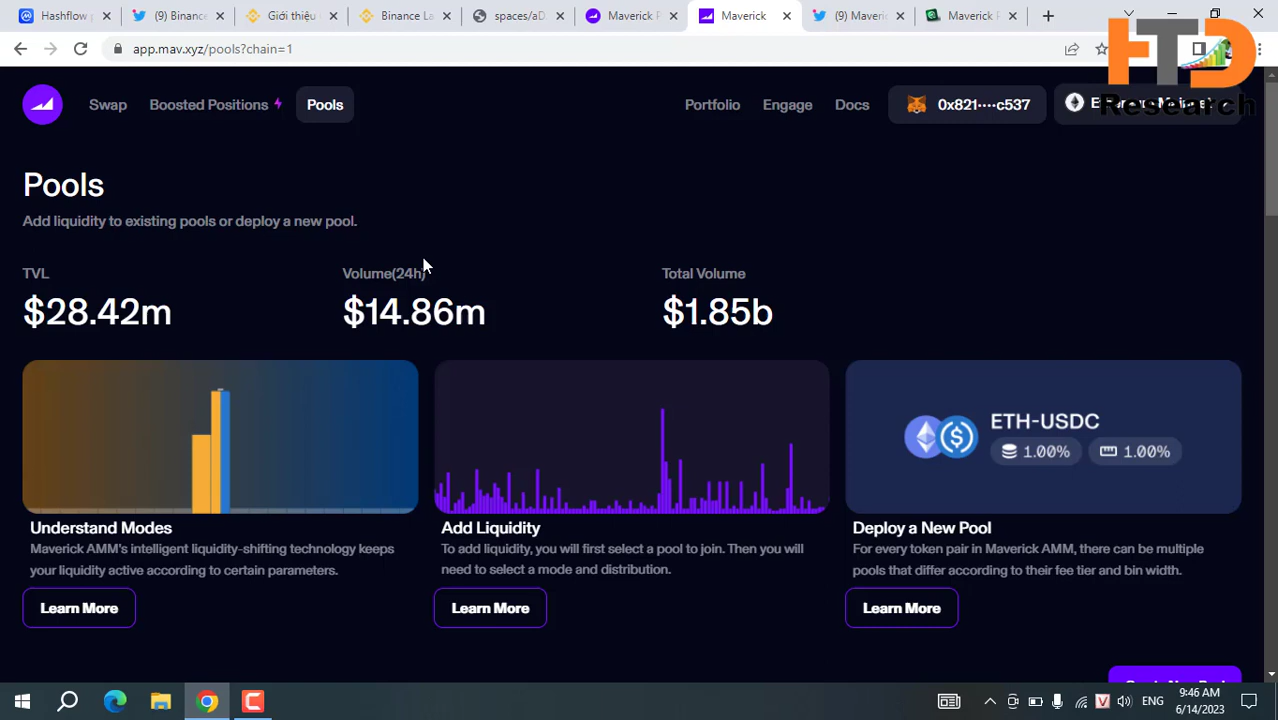 Hashflow
(9) Binanc
Giới thiệu
Binance La
spaces/aD
Maverick P
Maverick
(4) Maveri
Maverick P
app.mav.xyz/pools?chain=1
HTD
Research
Swap
Boosted Positions
Pools
Portfolio
Engage
Docs
0x821····c537
Pools
Add liquidity to existing pools or deploy a new pool.
TVL
Volume(24h)
Total Volume
$28.42m
$14.86m
$1.85b
ETH-USDC
1.00%
1.00%
Understand Modes
Maverick AMM's intelligent liquidity-shifting technology keeps
your liquidity active according to certain parameters.
Learn More
Add Liquidity
To add liquidity, you will first select a pool to join. Then you will
need to select a mode and distribution.
Learn More
Deploy a New Pool
For every token pair in Maverick AMM, there can be multiple
pools that differ according to their fee tier and bin width.
Learn More
ENG
9:46 AM
6/14/2023